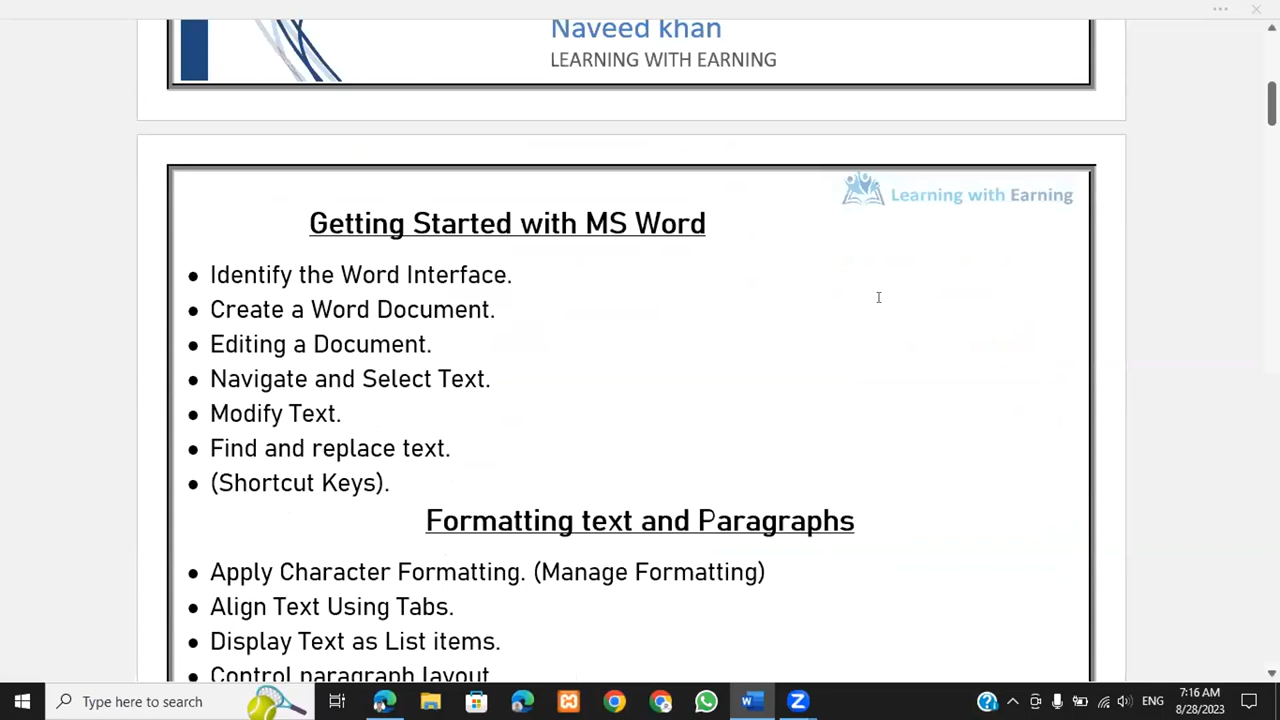 Naveed khan
LEARNING WITH EARNING
Learning with Earning
Getting Started with MS Word
• Identify the Word Interface.
• Create a Word Document.
• Editing a Document.
• Navigate and Select Text.
• Modify Text.
• Find and replace text.
• (Shortcut Keys).
Formatting text and Paragraphs
• Apply Character Formatting. (Manage Formatting)
• Align Text Using Tabs.
• Display Text as List items.
• Control paragraph layout
Type here to search
ENG
7:16 AM
8/28/2023